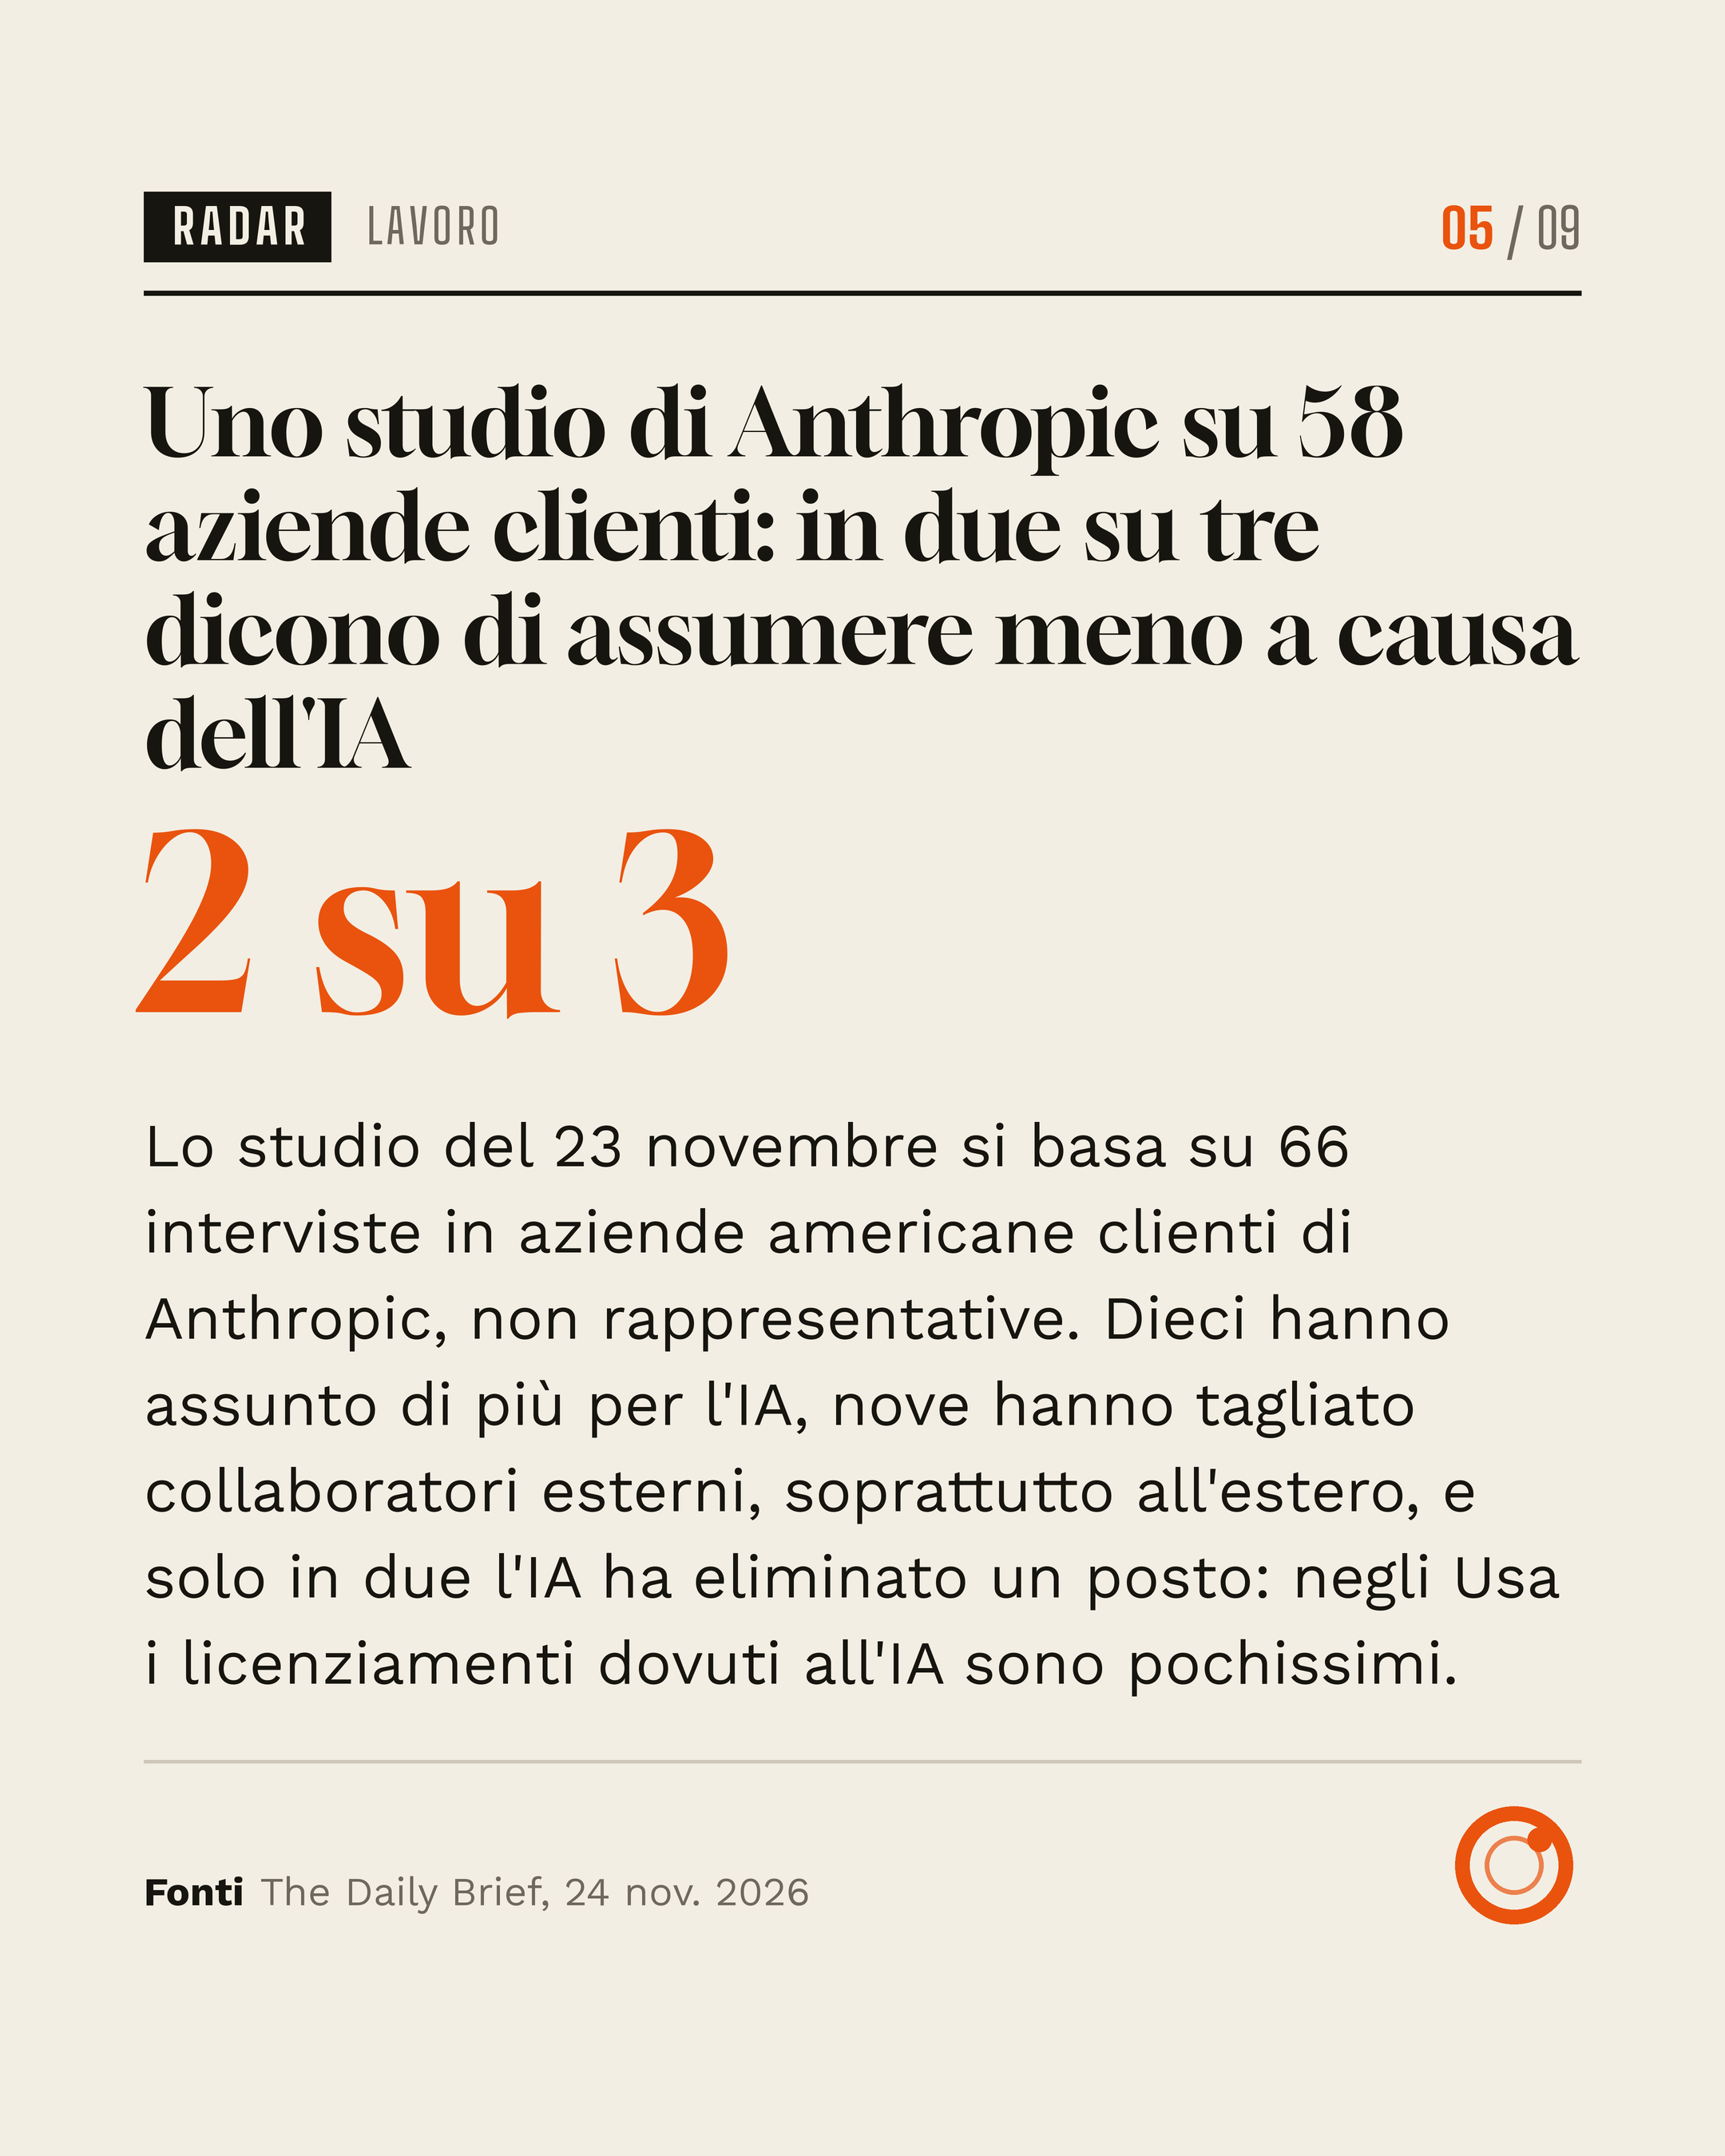 RADAR LAVORO 05 / 09
Uno studio di Anthropic su 58
aziende clienti: in due su tre
dicono di assumere meno a causa
dell'IA
2 su 3
Lo studio del 23 novembre si basa su 66
interviste in aziende americane clienti di
Anthropic, non rappresentative. Dieci hanno
assunto di più per l'IA, nove hanno tagliato
collaboratori esterni, soprattutto all'estero, e
solo in due l'IA ha eliminato un posto: negli Usa
i licenziamenti dovuti all'IA sono pochissimi.
Fonti The Daily Brief, 24 nov. 2026